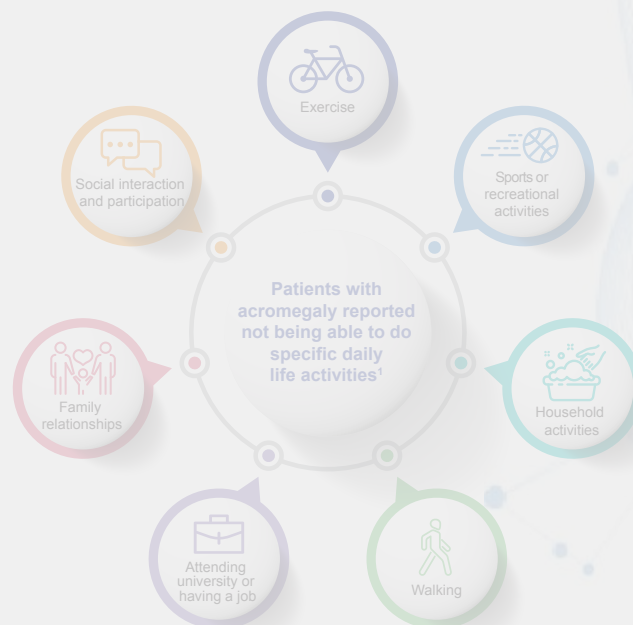 Exercise
Social interaction
and participation
Sports or
recreational
activities
Patients with
acromegaly reported
not being able to do
specific daily
life activities¹
Family
relationships
Household
activities
Attending
university or
having a job
Walking